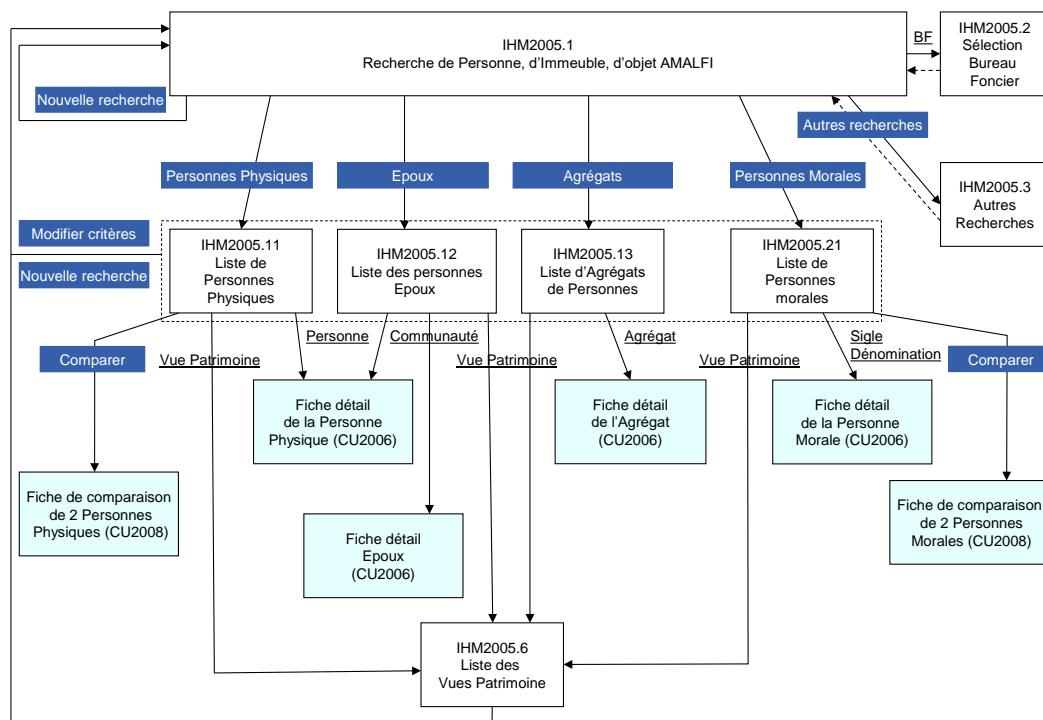 IHM2005.1
Recherche de Personne, d'Immeuble, d'objet AMALFI
BF
IHM2005.2
Sélection
Bureau
Foncier
Nouvelle recherche
Autres recherches
Personnes Physiques
Epoux
Agrégats
Personnes Morales
IHM2005.3
Autres
Recherches
Modifier critères
Nouvelle recherche
IHM2005.11
Liste de
Personnes
Physiques
IHM2005.12
Liste des personnes
Epoux
IHM2005.13
Liste d'Agrégats
de Personnes
IHM2005.21
Liste de
Personnes
morales
Comparer
Vue Patrimoine
Personne
Communauté
Vue Patrimoine
Agrégat
Vue Patrimoine
Sigle
Dénomination
Comparer
Fiche détail
de la Personne
Physique (CU2006)
Fiche détail
de l'Agrégat
(CU2006)
Fiche détail
de la Personne
Morale (CU2006)
Fiche de comparaison
de 2 Personnes
Physiques (CU2008)
Fiche détail
Epoux
(CU2006)
Fiche de comparaison
de 2 Personnes
Morales (CU2008)
IHM2005.6
Liste des
Vues Patrimoine